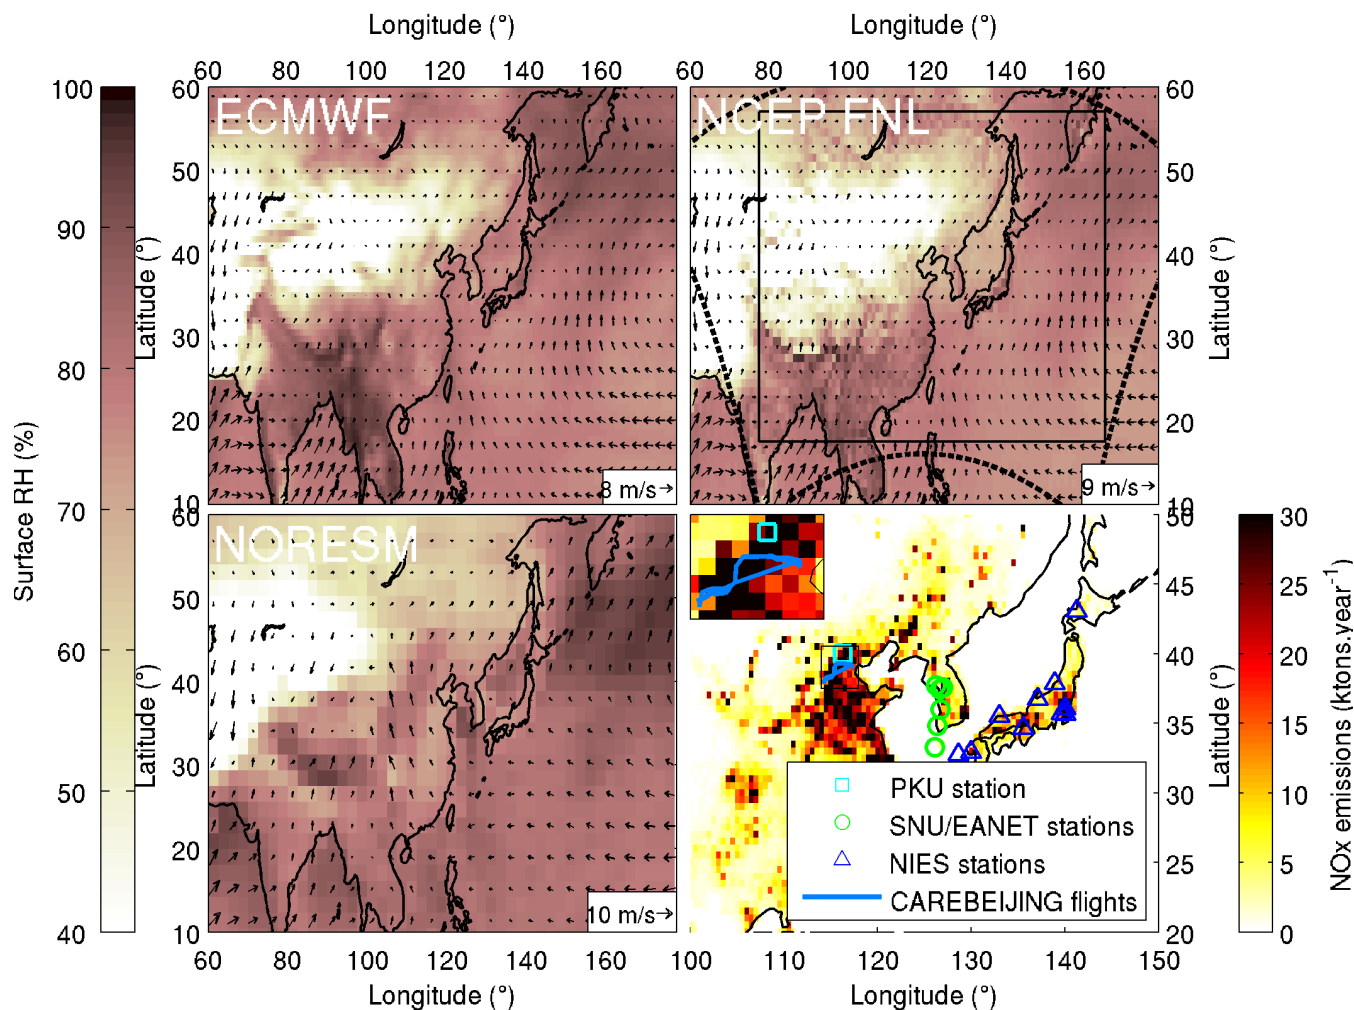 Longitude (°)
Longitude (°)
60 80 100 120 140 160
60 80 100 120 140 160
100
90
80
70
60
50
40
Surface RH (%)
60
50
40
30
20
10
Latitude (°)
ECMWF
8 m/s
NCEP FNL
9 m/s
60
50
40
30
20
10
Latitude (°)
60
50
40
30
20
10
Latitude (°)
NORESM
10 m/s
60 80 100 120 140 160
Longitude (°)
PKU station
SNU/EANET stations
NIES stations
CAREBEIJING flights
50
45
40
35
30
25
20
Latitude (°)
100 110 120 130 140 150
Longitude (°)
30
25
20
15
10
5
0
NOx emissions (ktons.year-1)